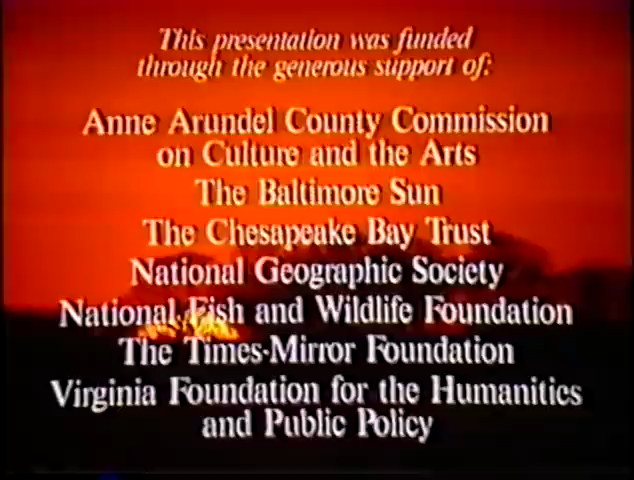 This presentation was funded
through the generous support of:
Anne Arundel County Commission
on Culture and the Arts
The Baltimore Sun
The Chesapeake Bay Trust
National Geographic Society
National Fish and Wildlife Foundation
The Times-Mirror Foundation
Virginia Foundation for the Humanities
and Public Policy